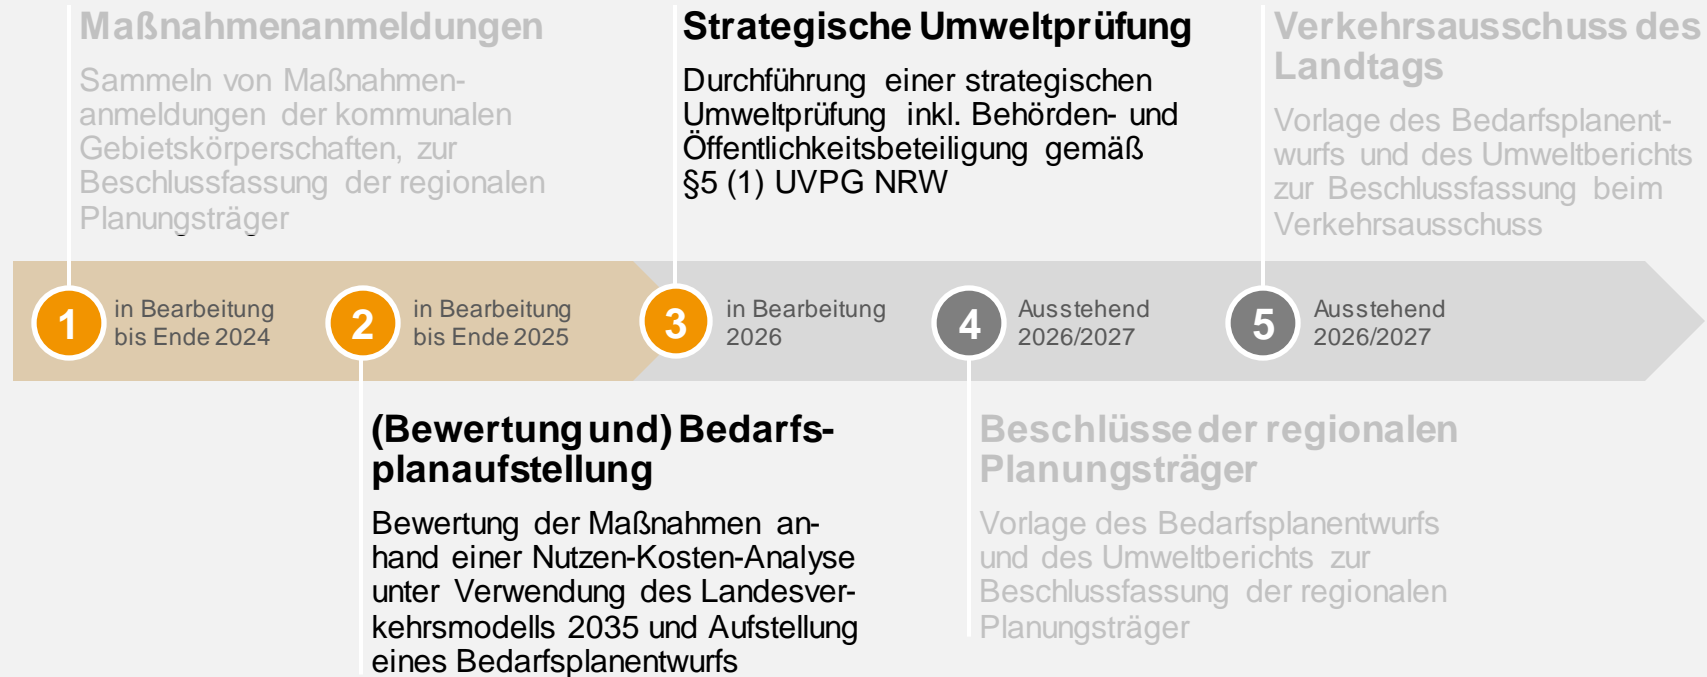 Maßnahmenanmeldungen
Sammeln von Maßnahmen-
anmeldungen der kommunalen
Gebietskörperschaften, zur
Beschlussfassung der regionalen
Planungsträger
Strategische Umweltprüfung
Durchführung einer strategischen
Umweltprüfung inkl. Behörden- und
Öffentlichkeitsbeteiligung gemäß
§5 (1) UVPG NRW
Verkehrsausschuss des
Landtags
Vorlage des Bedarfsplanent-
wurfs und des Umweltberichts
zur Beschlussfassung beim
Verkehrsausschuss
1
in Bearbeitung
bis Ende 2024
2
in Bearbeitung
bis Ende 2025
3
in Bearbeitung
2026
4
Ausstehend
2026/2027
5
Ausstehend
2026/2027
(Bewertung und) Bedarfs-
planaufstellung
Bewertung der Maßnahmen an-
hand einer Nutzen-Kosten-Analyse
unter Verwendung des Landesver-
kehrsmodells 2035 und Aufstellung
eines Bedarfsplanentwurfs
Beschlüsse der regionalen
Planungsträger
Vorlage des Bedarfsplanentwurfs
und des Umweltberichts zur
Beschlussfassung der regionalen
Planungsträger